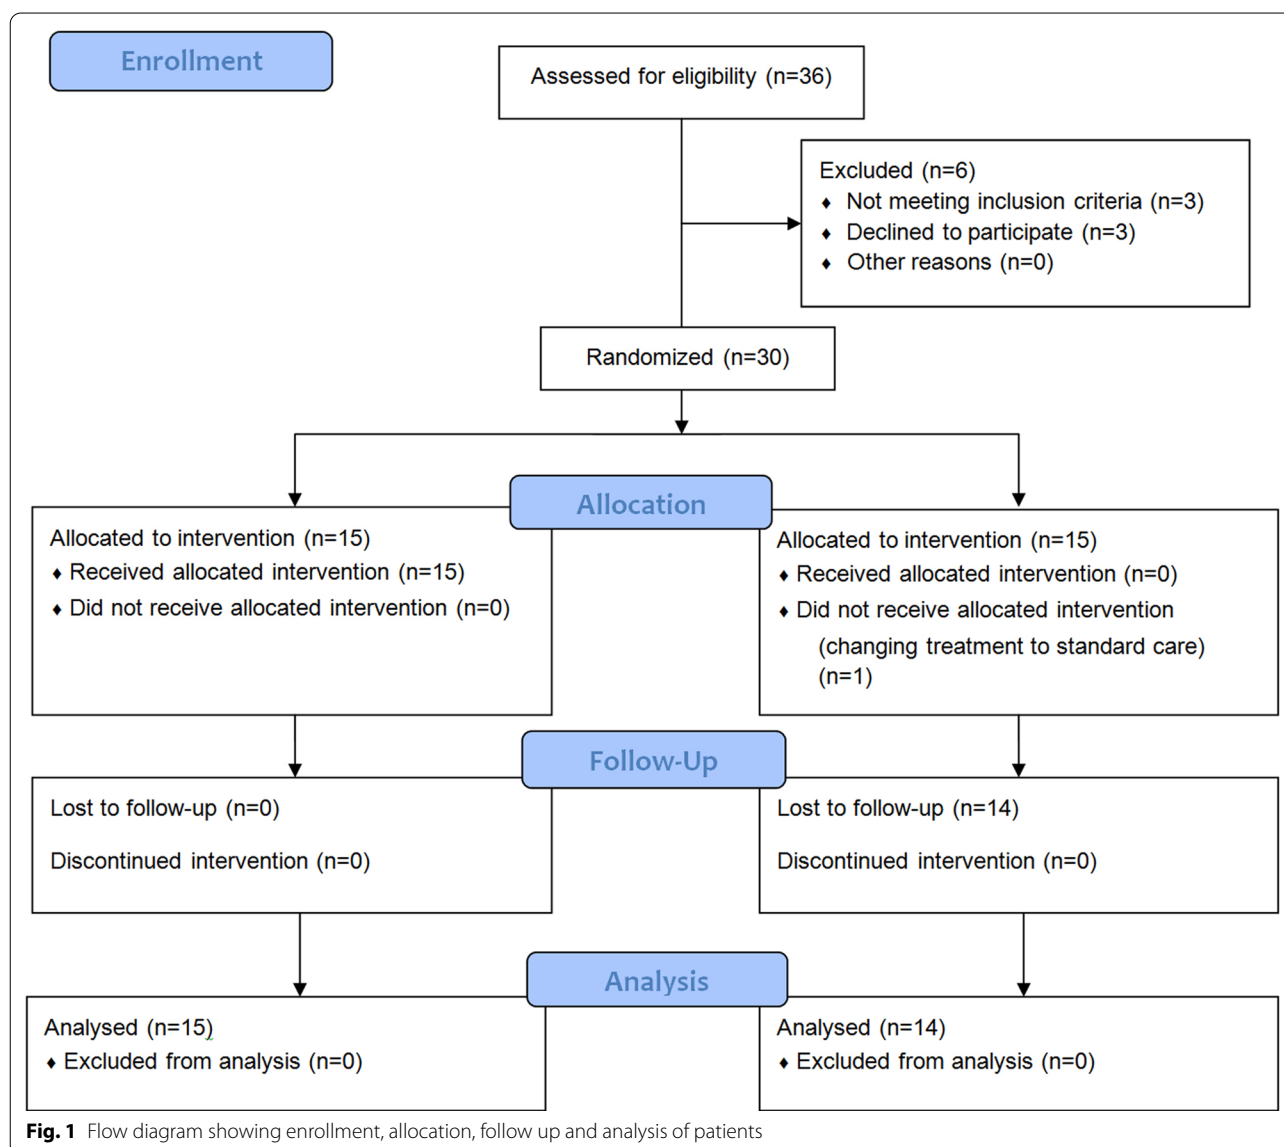 Enrollment
Assessed for eligibility (n=36)
Excluded (n=6)
♦ Not meeting inclusion criteria (n=3)
♦ Declined to participate (n=3)
♦ Other reasons (n=0)
Randomized (n=30)
Allocation
Allocated to intervention (n=15)
♦ Received allocated intervention (n=15)
♦ Did not receive allocated intervention (n=0)
Allocated to intervention (n=15)
♦ Received allocated intervention (n=0)
♦ Did not receive allocated intervention
(changing treatment to standard care)
(n=1)
Follow-Up
Lost to follow-up (n=0)
Discontinued intervention (n=0)
Lost to follow-up (n=14)
Discontinued intervention (n=0)
Analysis
Analysed (n=15)
♦ Excluded from analysis (n=0)
Analysed (n=14)
♦ Excluded from analysis (n=0)
Fig. 1 Flow diagram showing enrollment, allocation, follow up and analysis of patients